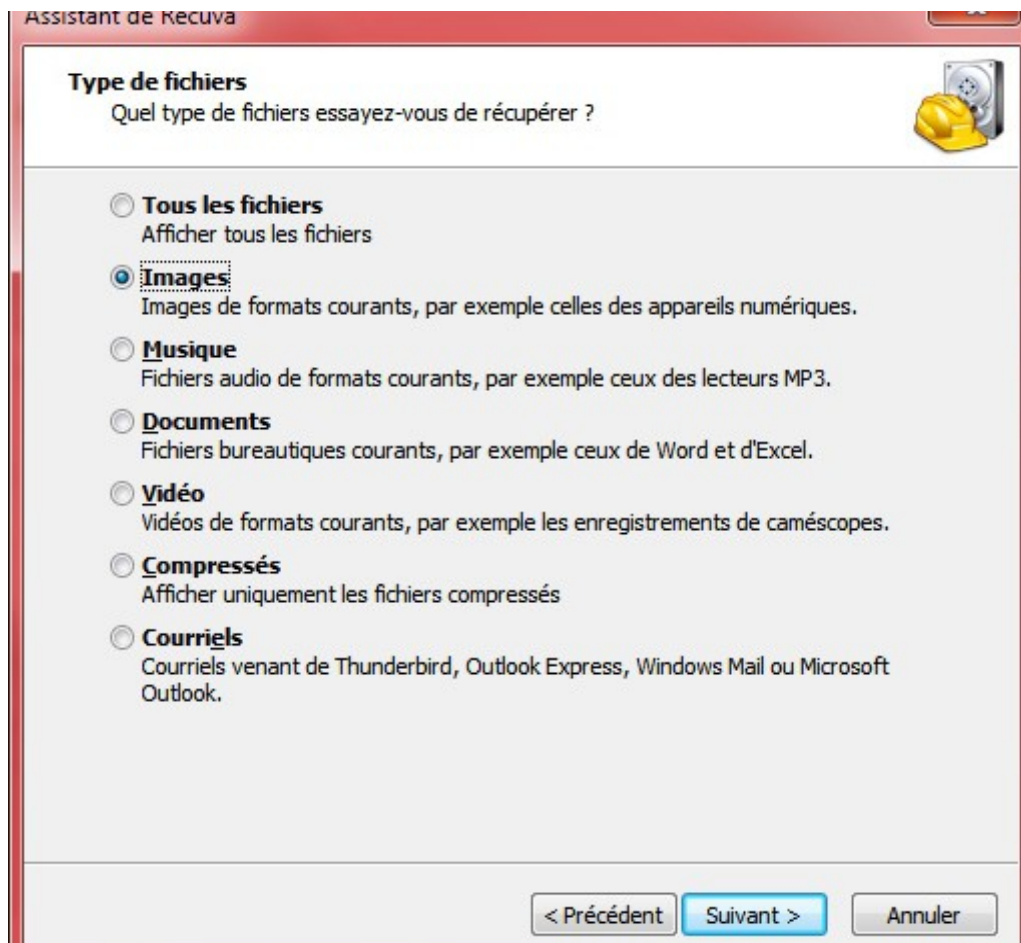 Assistant de Recuva
Type de fichiers
Quel type de fichiers essayez-vous de récupérer ?
Tous les fichiers
Afficher tous les fichiers
Images
Images de formats courants, par exemple celles des appareils numériques.
Musique
Fichiers audio de formats courants, par exemple ceux des lecteurs MP3.
Documents
Fichiers bureautiques courants, par exemple ceux de Word et d'Excel.
Vidéo
Vidéos de formats courants, par exemple les enregistrements de caméscopes.
Compressés
Afficher uniquement les fichiers compressés
Courriels
Courriels venant de Thunderbird, Outlook Express, Windows Mail ou Microsoft
Outlook.
< Précédent Suivant > Annuler